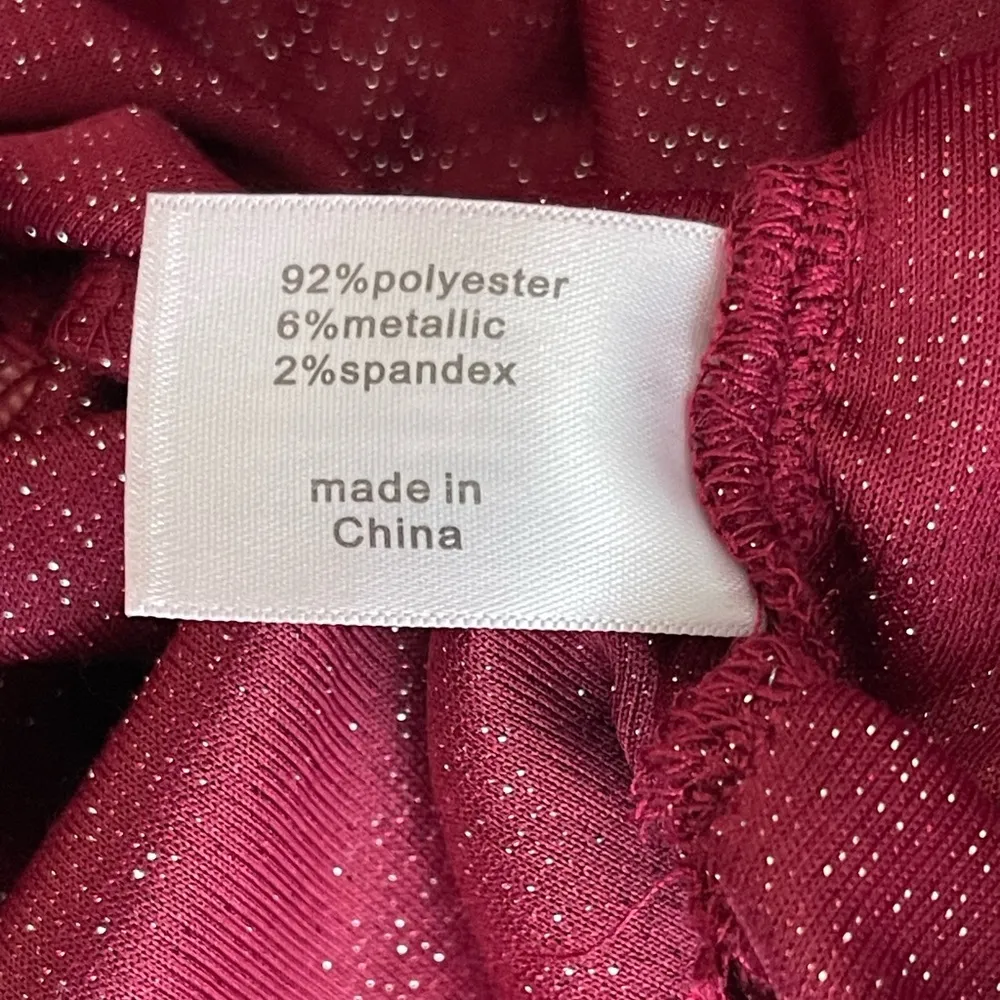 92%polyester
6%metallic
2%spandex
made in
China